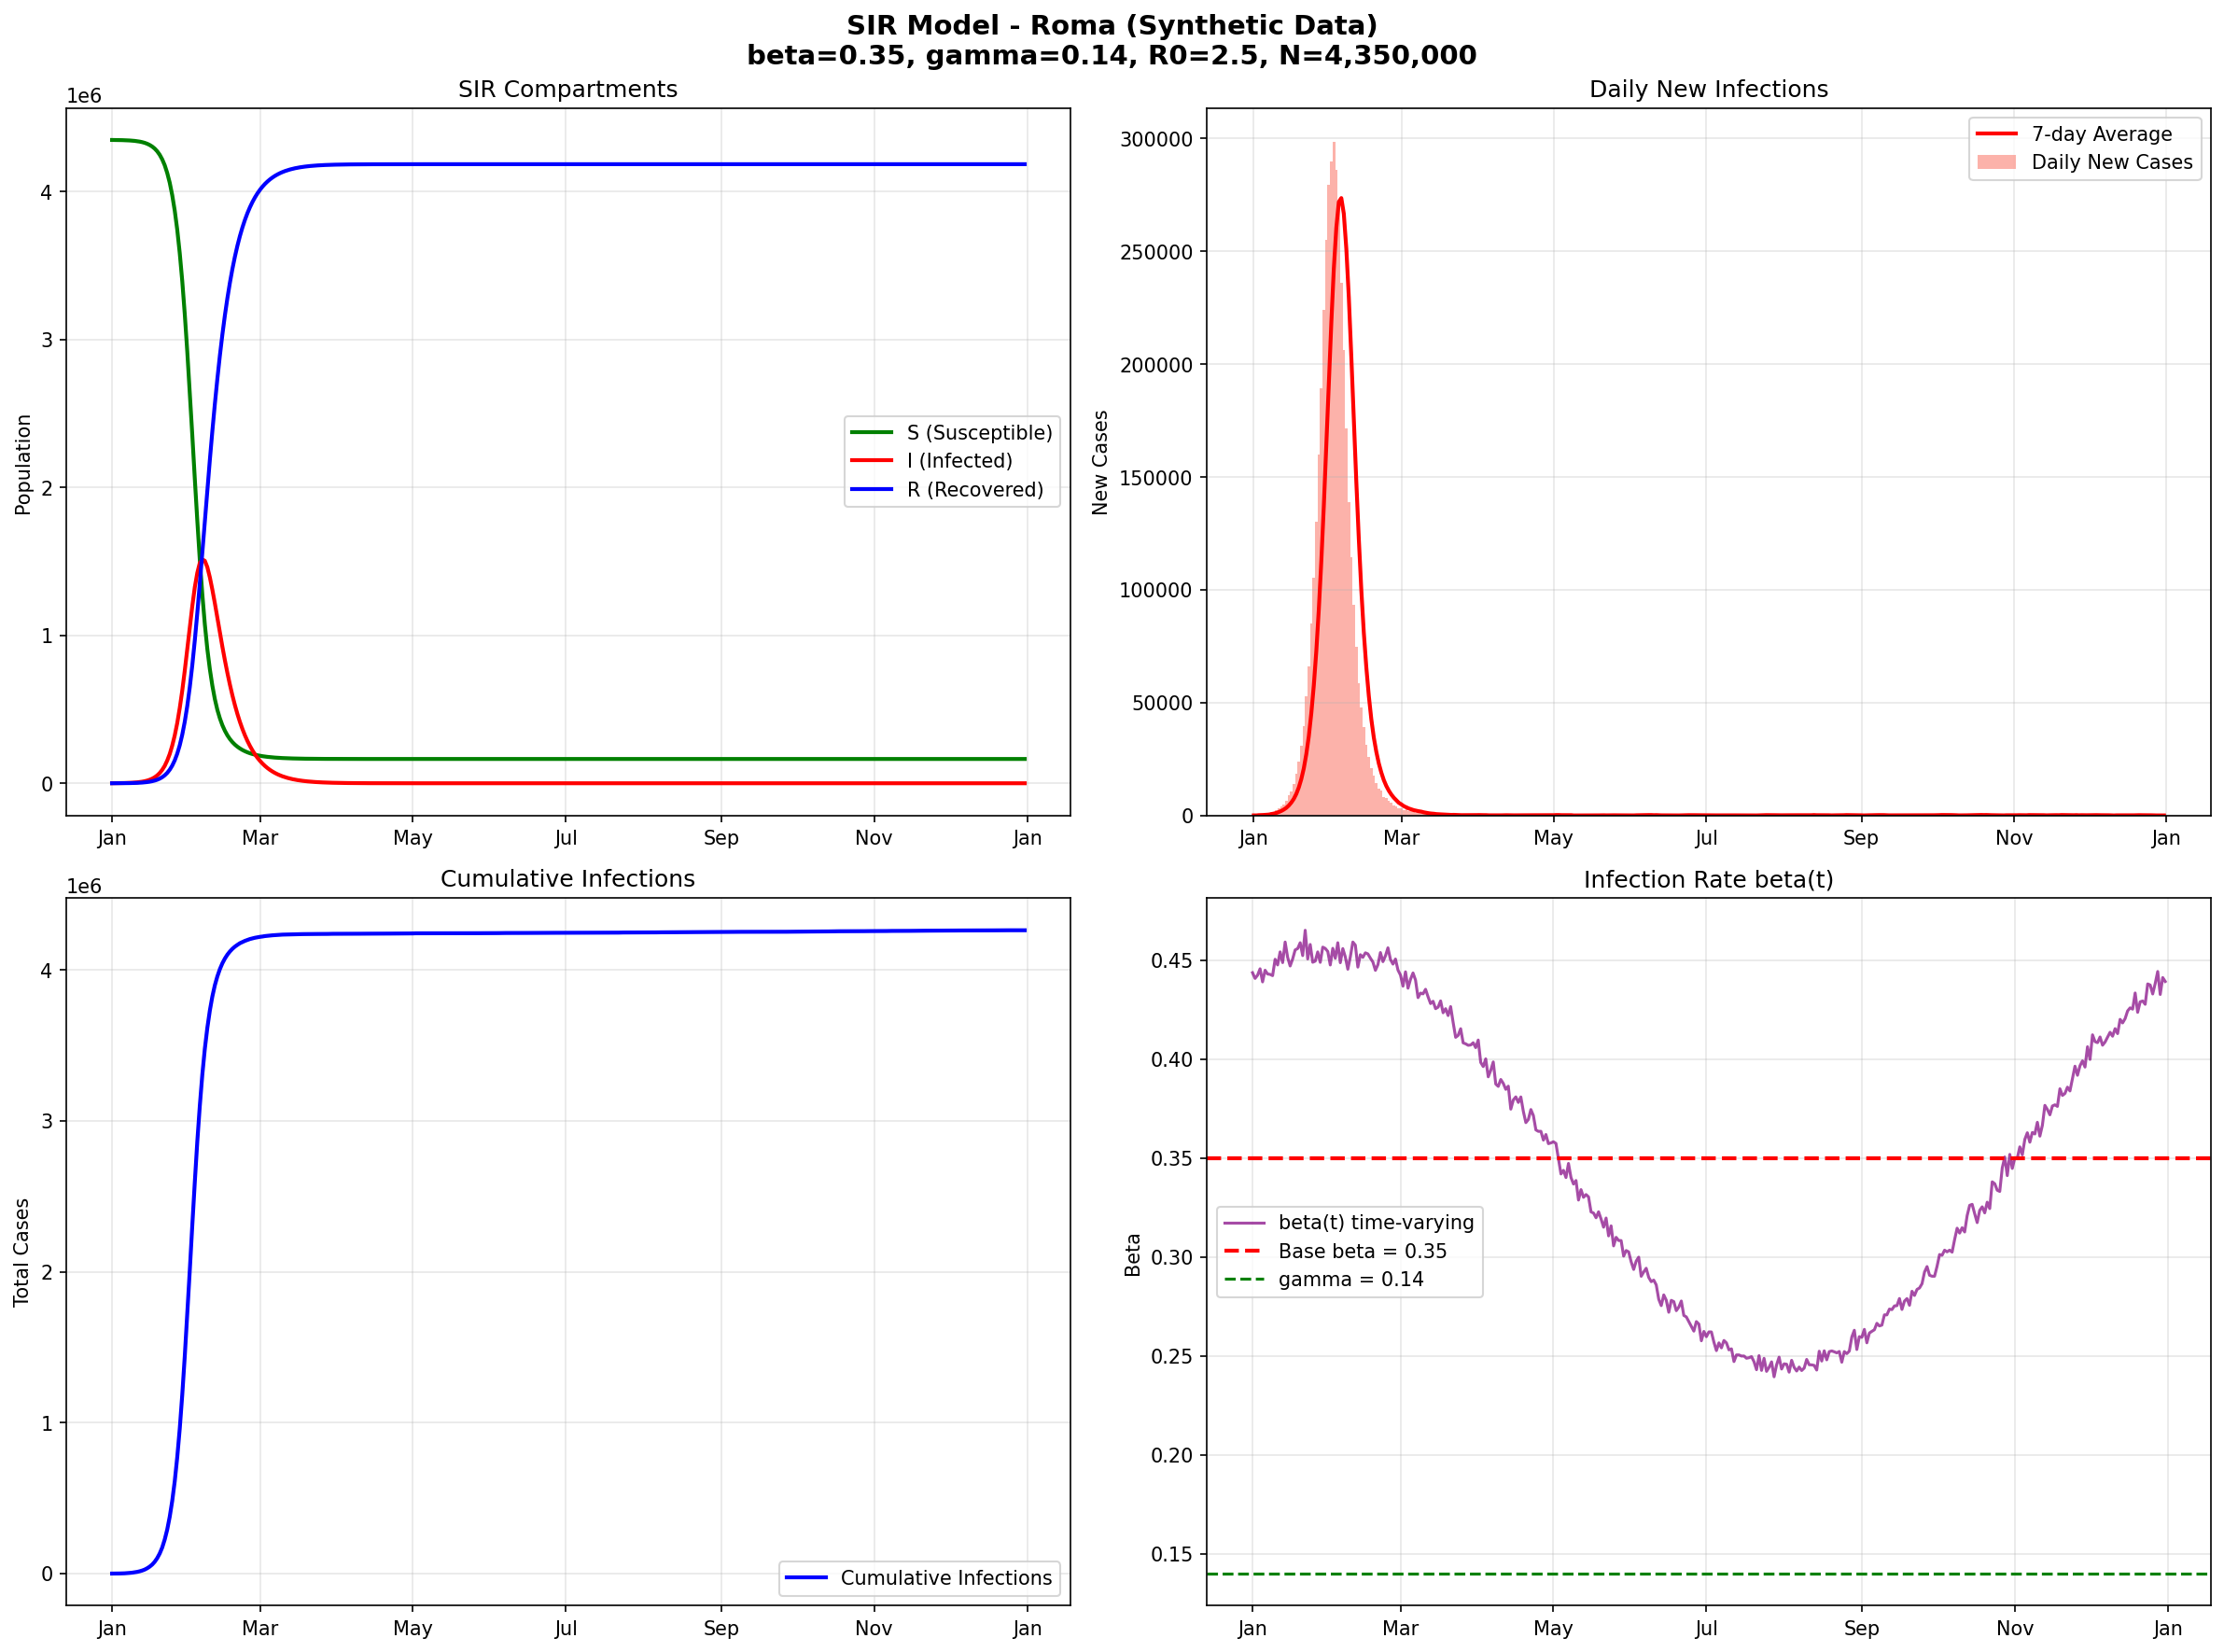 SIR Model - Roma (Synthetic Data)
beta=0.35, gamma=0.14, R0=2.5, N=4,350,000
SIR Compartments
1e6
4
3
2
1
0
Population
S (Susceptible)
I (Infected)
R (Recovered)
Jan Mar May Jul Sep Nov Jan
Daily New Infections
300000
250000
200000
150000
100000
50000
0
New Cases
7-day Average
Daily New Cases
Jan Mar May Jul Sep Nov Jan
Cumulative Infections
1e6
4
3
2
1
0
Total Cases
Cumulative Infections
Jan Mar May Jul Sep Nov Jan
Infection Rate beta(t)
0.45
0.40
0.35
0.30
0.25
0.20
0.15
Beta
beta(t) time-varying
Base beta = 0.35
gamma = 0.14
Jan Mar May Jul Sep Nov Jan